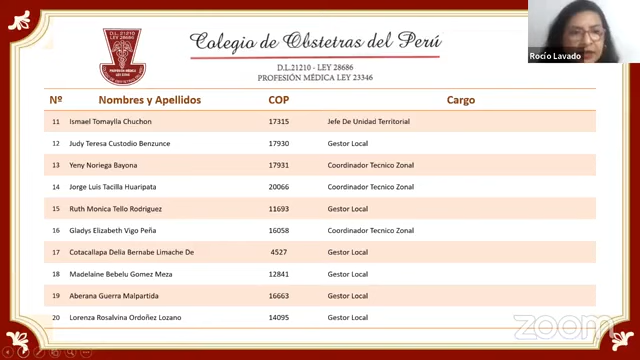 D.L. 21210
LEY 28686
Colegio de Obstetras del Perú
D.L.21210 - LEY 28686
PROFESIÓN MÉDICA LEY 23346
Rocío Lavado
Nº Nombres y Apellidos COP Cargo
11 Ismael Tomaylla Chuchon 17315 Jefe De Unidad Territorial
12 Judy Teresa Custodio Benzunce 17930 Gestor Local
13 Yeny Noriega Bayona 17931 Coordinador Tecnico Zonal
14 Jorge Luis Tacilla Huaripata 20066 Coordinador Tecnico Zonal
15 Ruth Monica Tello Rodriguez 11693 Gestor Local
16 Gladys Elizabeth Vigo Peña 16058 Coordinador Tecnico Zonal
17 Cotacallapa Delia Bernabe Limache De 4527 Gestor Local
18 Madelaine Bebelu Gomez Meza 12841 Gestor Local
19 Aberana Guerra Malpartida 16663 Gestor Local
20 Lorenza Rosalvina Ordoñez Lozano 14095 Gestor Local
zoom